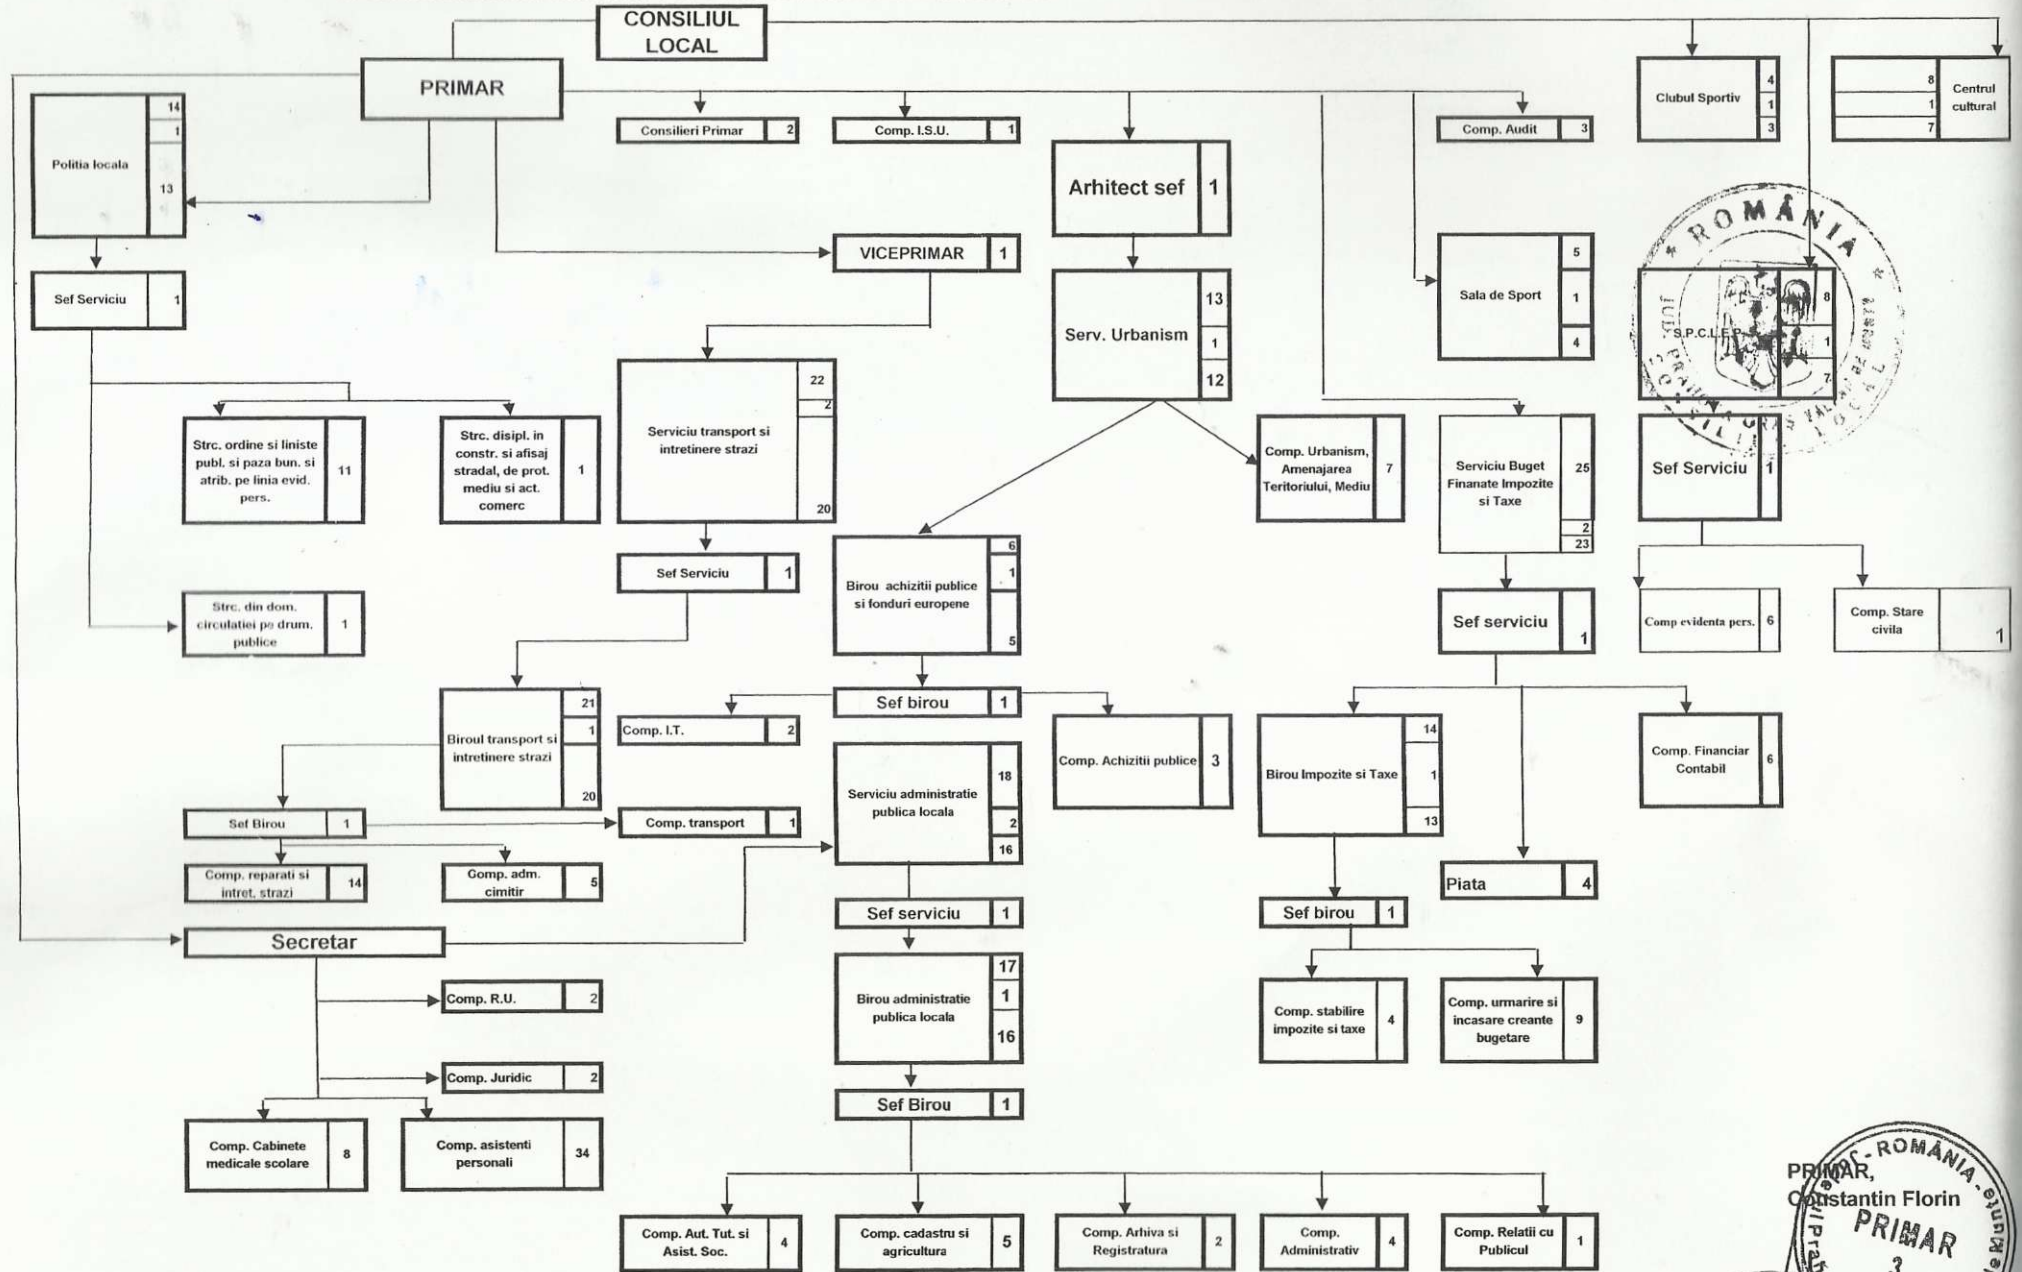 CONSILIUL
LOCAL
PRIMAR
Politia locala
14
1
13
Consilieri Primar 2
Comp. I.S.U. 1
Comp. Audit 3
Clubul Sportiv
4
1
3
8
1
7
Centrul
cultural
Arhitect sef 1
ROMÂNIA
VICEPRIMAR 1
Sef Serviciu 1
Serv. Urbanism
13
1
12
Sala de Sport
5
1
4
S.P.C.L.E.P.
8
1
7
Serviciu transport si
intretinere strazi
22
2
20
Strc. ordine si liniste
publ. si paza bun. si
atrib. pe linia evid.
pers.
11
Strc. disipl. in
constr. si afisaj
stradal, de prot.
mediu si act.
comerc
1
Comp. Urbanism,
Amenajarea
Teritoriului, Mediu
7
Serviciu Buget
Finanate Impozite
si Taxe
25
2
23
Sef Serviciu 1
Sef Serviciu 1
Birou achizitii publice
si fonduri europene
6
1
5
Strc. din dom.
circulatiei pe drum.
publice
1
Sef serviciu 1
Comp evidenta pers. 6
Comp. Stare
civila
1
Biroul transport si
intretinere strazi
21
1
20
Sef birou 1
Comp. I.T. 2
Comp. Achizitii publice 3
Birou Impozite si Taxe
14
1
13
Comp. Financiar
Contabil
6
Serviciu administratie
publica locala
18
2
16
Sef Birou 1
Comp. transport 1
Comp. reparati si
intret. strazi
14
Gomp. adm.
cimitir
5
Piata 4
Sef serviciu 1
Sef birou 1
Secretar
Birou administratie
publica locala
17
1
16
Comp. R.U. 2
Comp. stabilire
impozite si taxe
4
Comp. urmarire si
incasare creante
bugetare
9
Comp. Juridic 2
Sef Birou 1
Comp. Cabinete
medicale scolare
8
Comp. asistenti
personali
34
Comp. Aut. Tut. si
Asist. Soc.
4
Comp. cadastru si
agricultura
5
Comp. Arhiva si
Registratura
2
Comp.
Administrativ
4
Comp. Relatii cu
Publicul
1
PRIMAR,
Constantin Florin
ROMÂNIA
PRIMAR